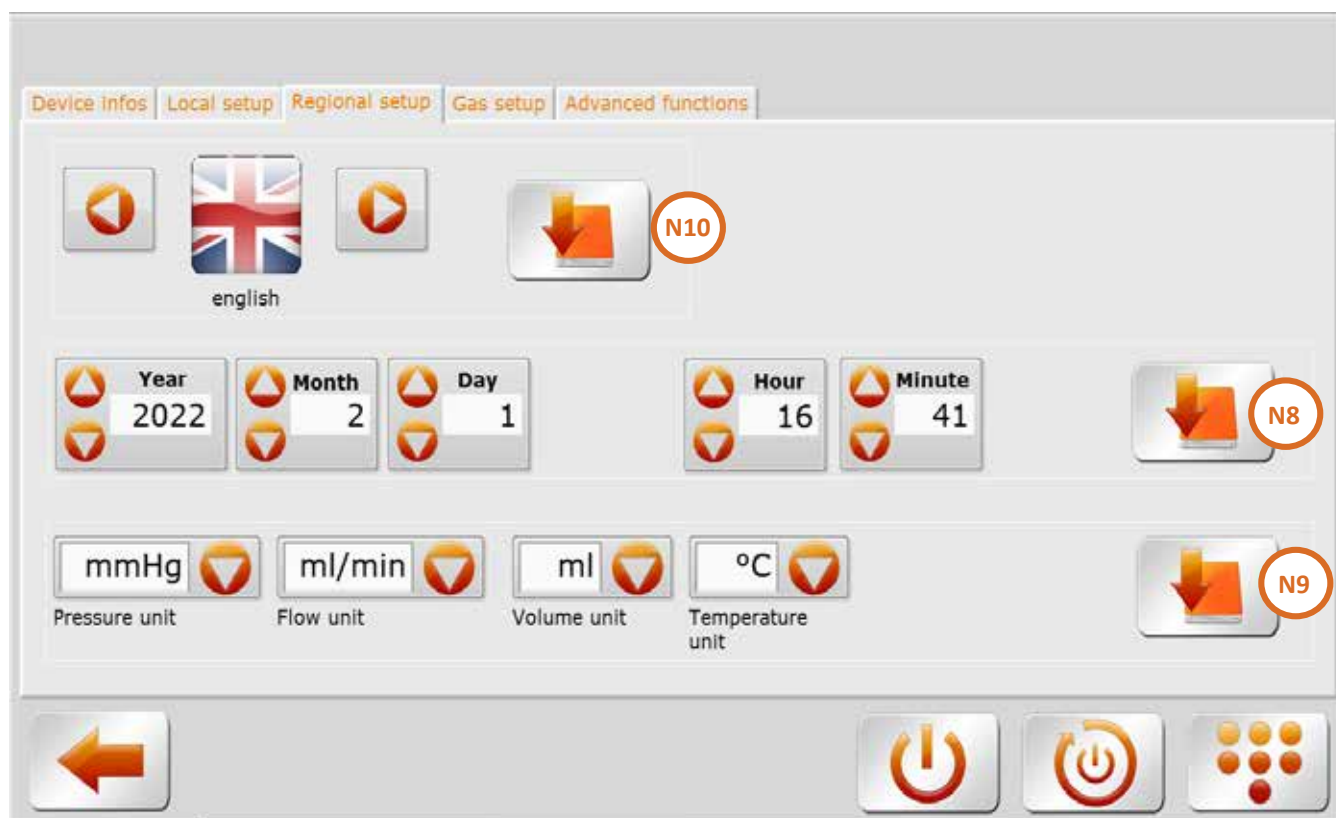 Device infos Local setup Regional setup Gas setup Advanced functions
N10
english
Year Month Day Hour Minute
2022 2 1 16 41
N8
mmHg ml/min ml °C
N9
Pressure unit Flow unit Volume unit Temperature
unit